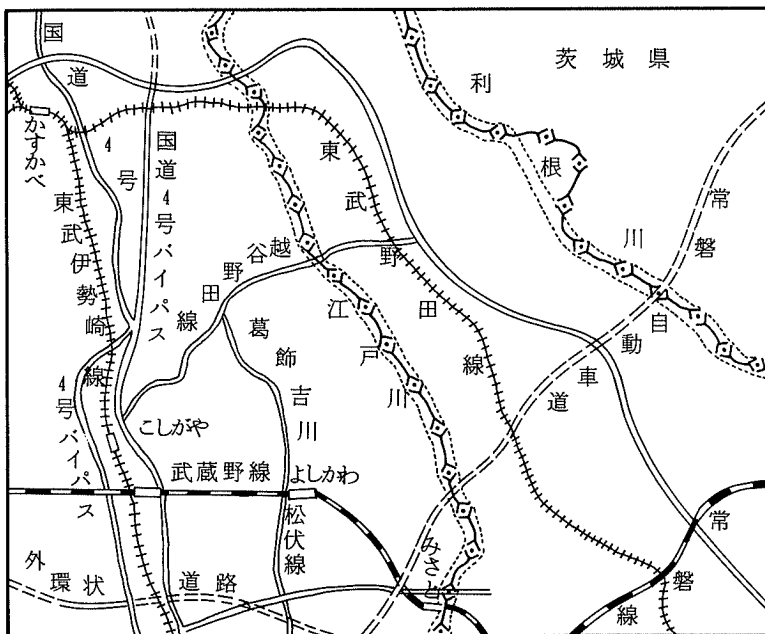 茨城県
利根川
国道4号
国道4号バイパス
かすかべ
東武伊勢崎線
東武野田線
常磐自動車道
越谷野田線
江戸川
葛飾吉川松伏線
4号バイパス
こしがや
武蔵野線
よしかわ
みさと
外環状道路
常磐線